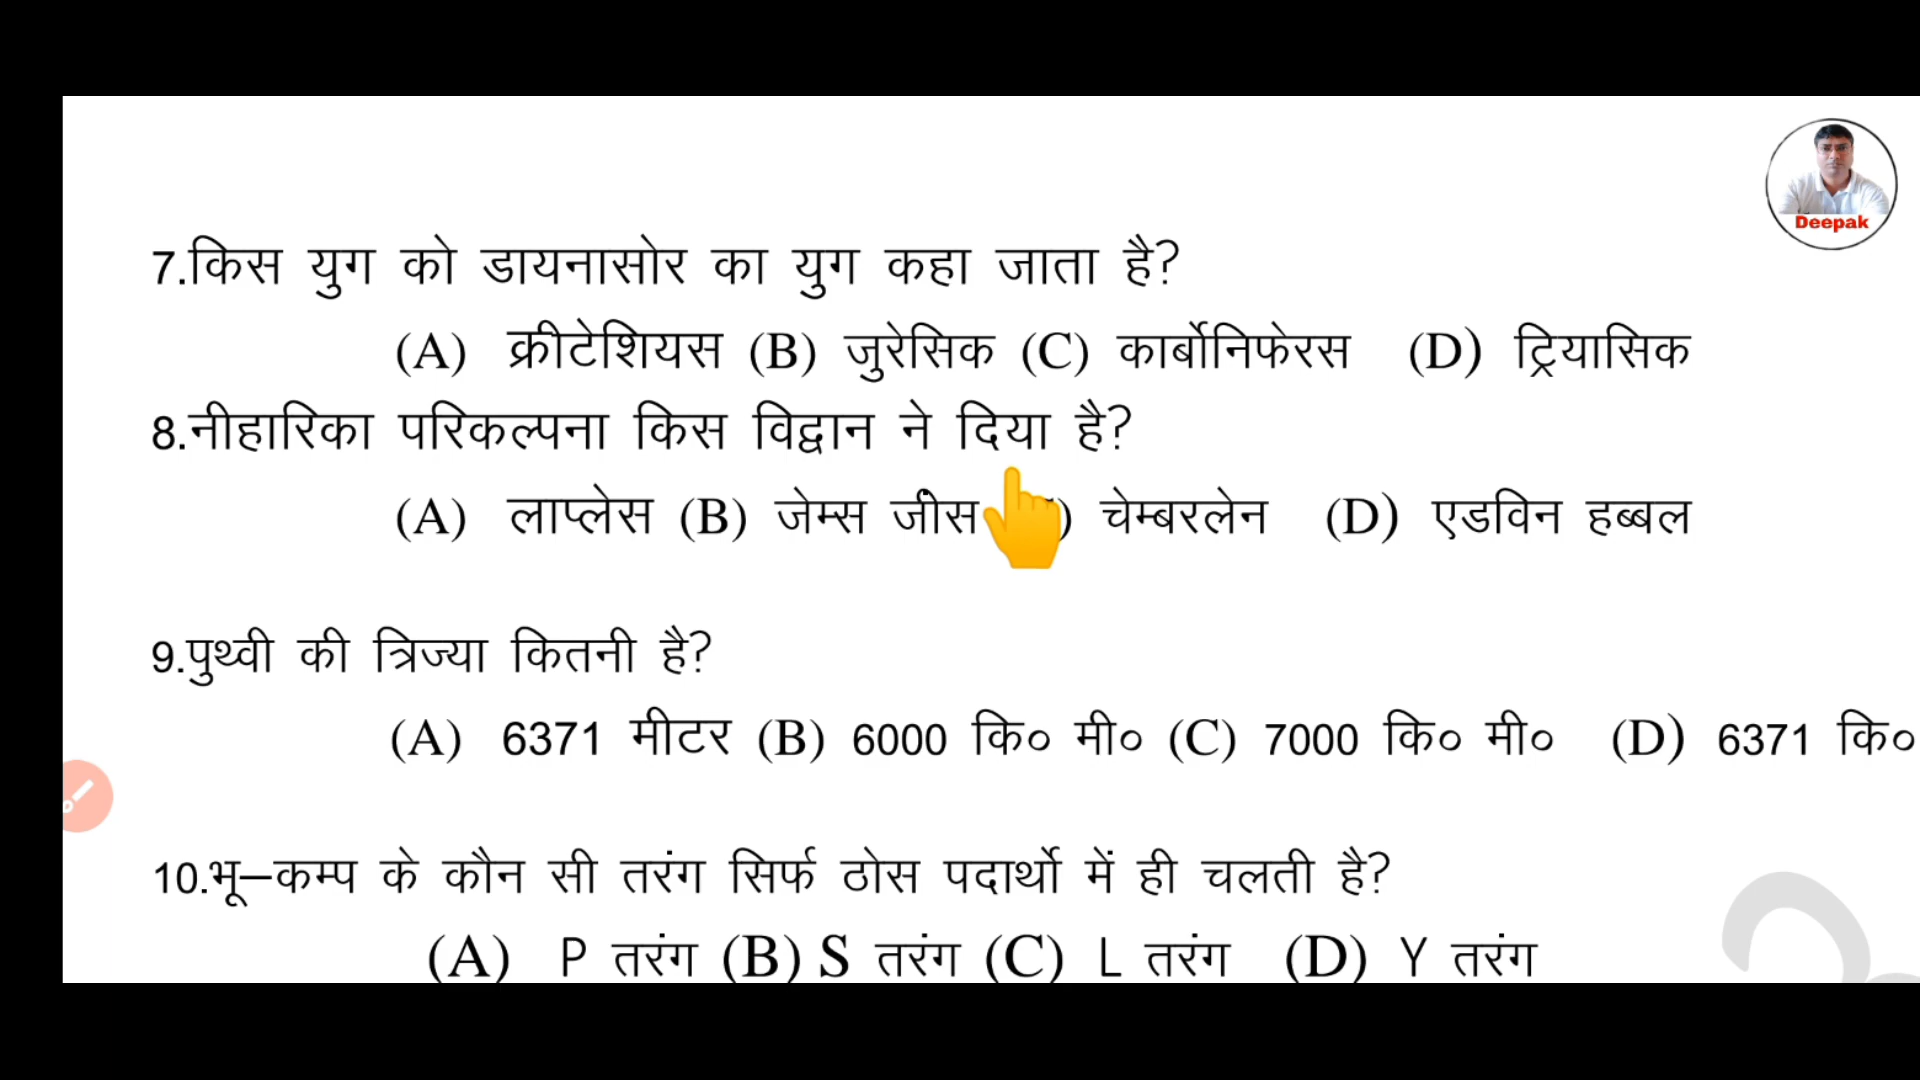 Deepak
7.किस युग को डायनासोर का युग कहा जाता है?
(A) क्रीटेशियस (B) जुरेसिक (C) कार्बोनिफेरस (D) ट्रियासिक
8.नीहारिका परिकल्पना किस विद्वान ने दिया है?
(A) लाप्लेस (B) जेम्स जींस ) चेम्बरलेन (D) एडविन हब्बल
9.पुथ्वी की त्रिज्या कितनी है?
(A) 6371 मीटर (B) 6000 कि० मी० (C) 7000 कि० मी० (D) 6371 कि०
10.भू–कम्प के कौन सी तरंग सिर्फ ठोस पदार्थो में ही चलती है?
(A) P तरंग (B) S तरंग (C) L तरंग (D) Y तरंग